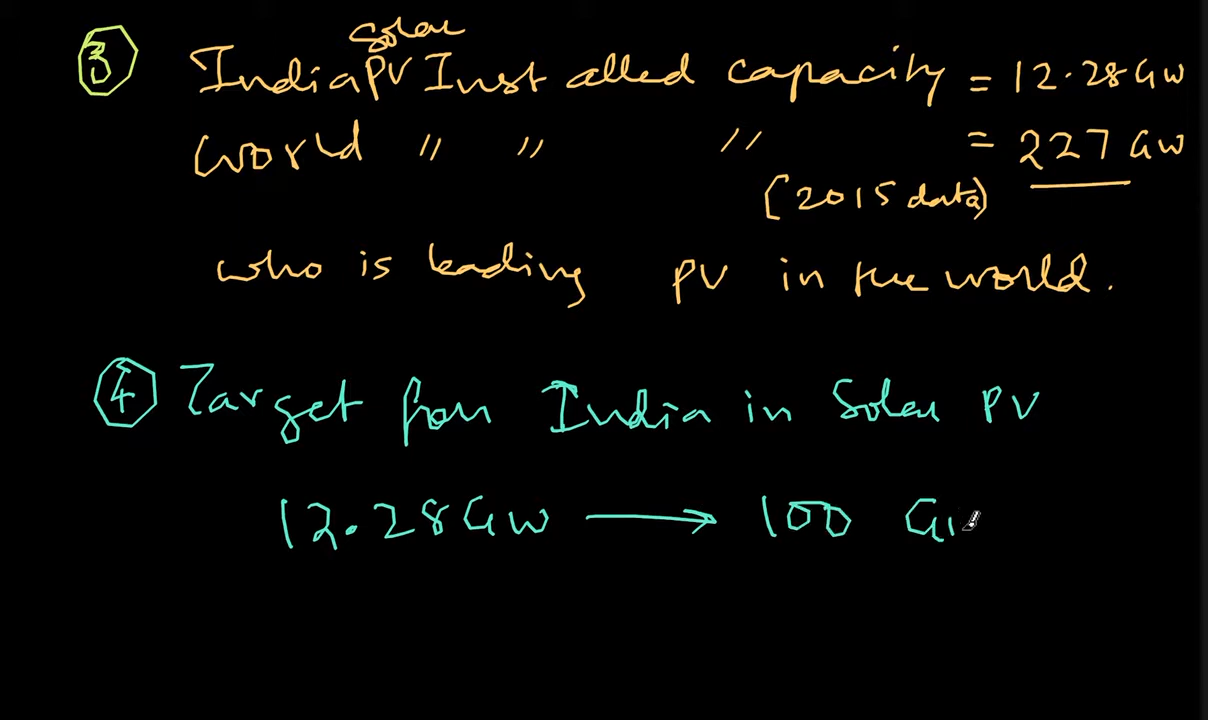 3 India solar PV Installed capacity = 12.28 GW
World " " " = 227 GW
(2015 data)
who is leading PV in the world.
4 Target for India in Solar PV
12.28 GW → 100 G